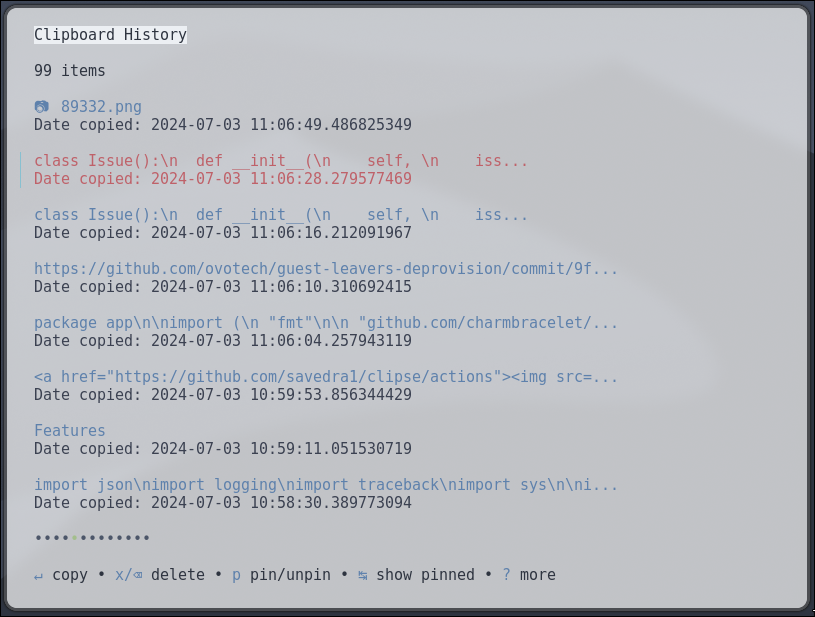 Clipboard History
99 items
📷 89332.png
Date copied: 2024-07-03 11:06:49.486825349
class Issue():\n  def __init__(\n    self, \n    iss...
Date copied: 2024-07-03 11:06:28.279577469
class Issue():\n  def __init__(\n    self, \n    iss...
Date copied: 2024-07-03 11:06:16.212091967
https://github.com/ovotech/guest-leavers-deprovision/commit/9f...
Date copied: 2024-07-03 11:06:10.310692415
package app\n\nimport (\n "fmt"\n\n "github.com/charmbracelet/...
Date copied: 2024-07-03 11:06:04.257943119
<a href="https://github.com/savedra1/clipse/actions"><img src=...
Date copied: 2024-07-03 10:59:53.856344429
Features
Date copied: 2024-07-03 10:59:11.051530719
import json\nimport logging\nimport traceback\nimport sys\n\ni...
Date copied: 2024-07-03 10:58:30.389773094
•••••••••••••
↵ copy • x/⌫ delete • p pin/unpin • ↹ show pinned • ? more